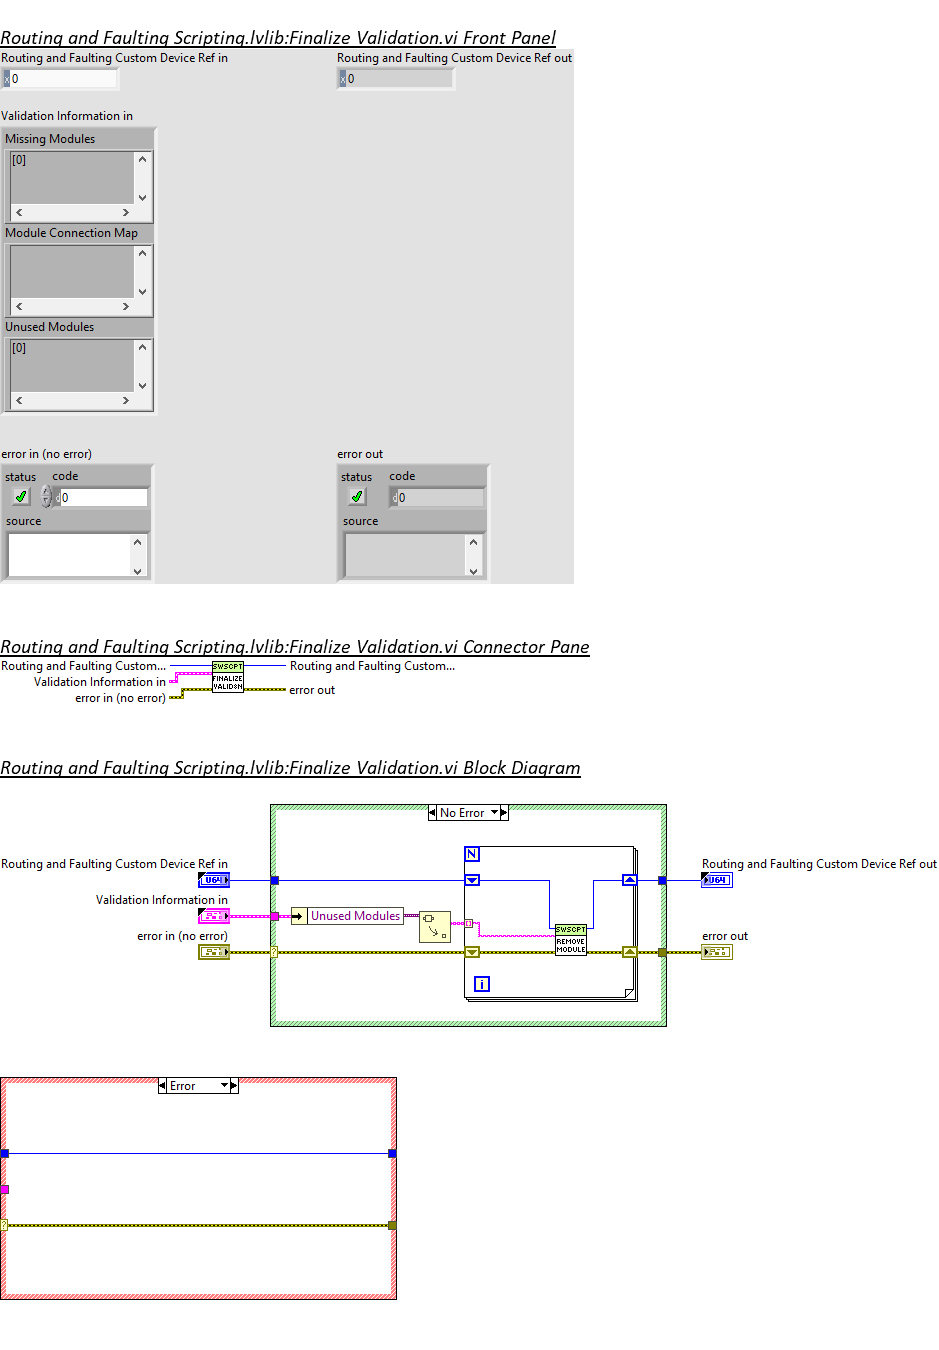 Routing and Faulting Scripting.lvlib:Finalize Validation.vi Front Panel
Routing and Faulting Custom Device Ref in
Routing and Faulting Custom Device Ref out
x 0
x 0
Validation Information in
Missing Modules
[0]
Module Connection Map
Unused Modules
[0]
error in (no error)
error out
status code
status code
d 0
d 0
source
source
Routing and Faulting Scripting.lvlib:Finalize Validation.vi Connector Pane
Routing and Faulting Custom...
SWSCPT
Routing and Faulting Custom...
Validation Information in
FINALIZE
VALID8N
error out
error in (no error)
Routing and Faulting Scripting.lvlib:Finalize Validation.vi Block Diagram
No Error
N
Routing and Faulting Custom Device Ref in
Routing and Faulting Custom Device Ref out
U64
U64
Validation Information in
Unused Modules
[]
SWSCPT
REMOVE
MODULE
error in (no error)
error out
?
i
Error
?